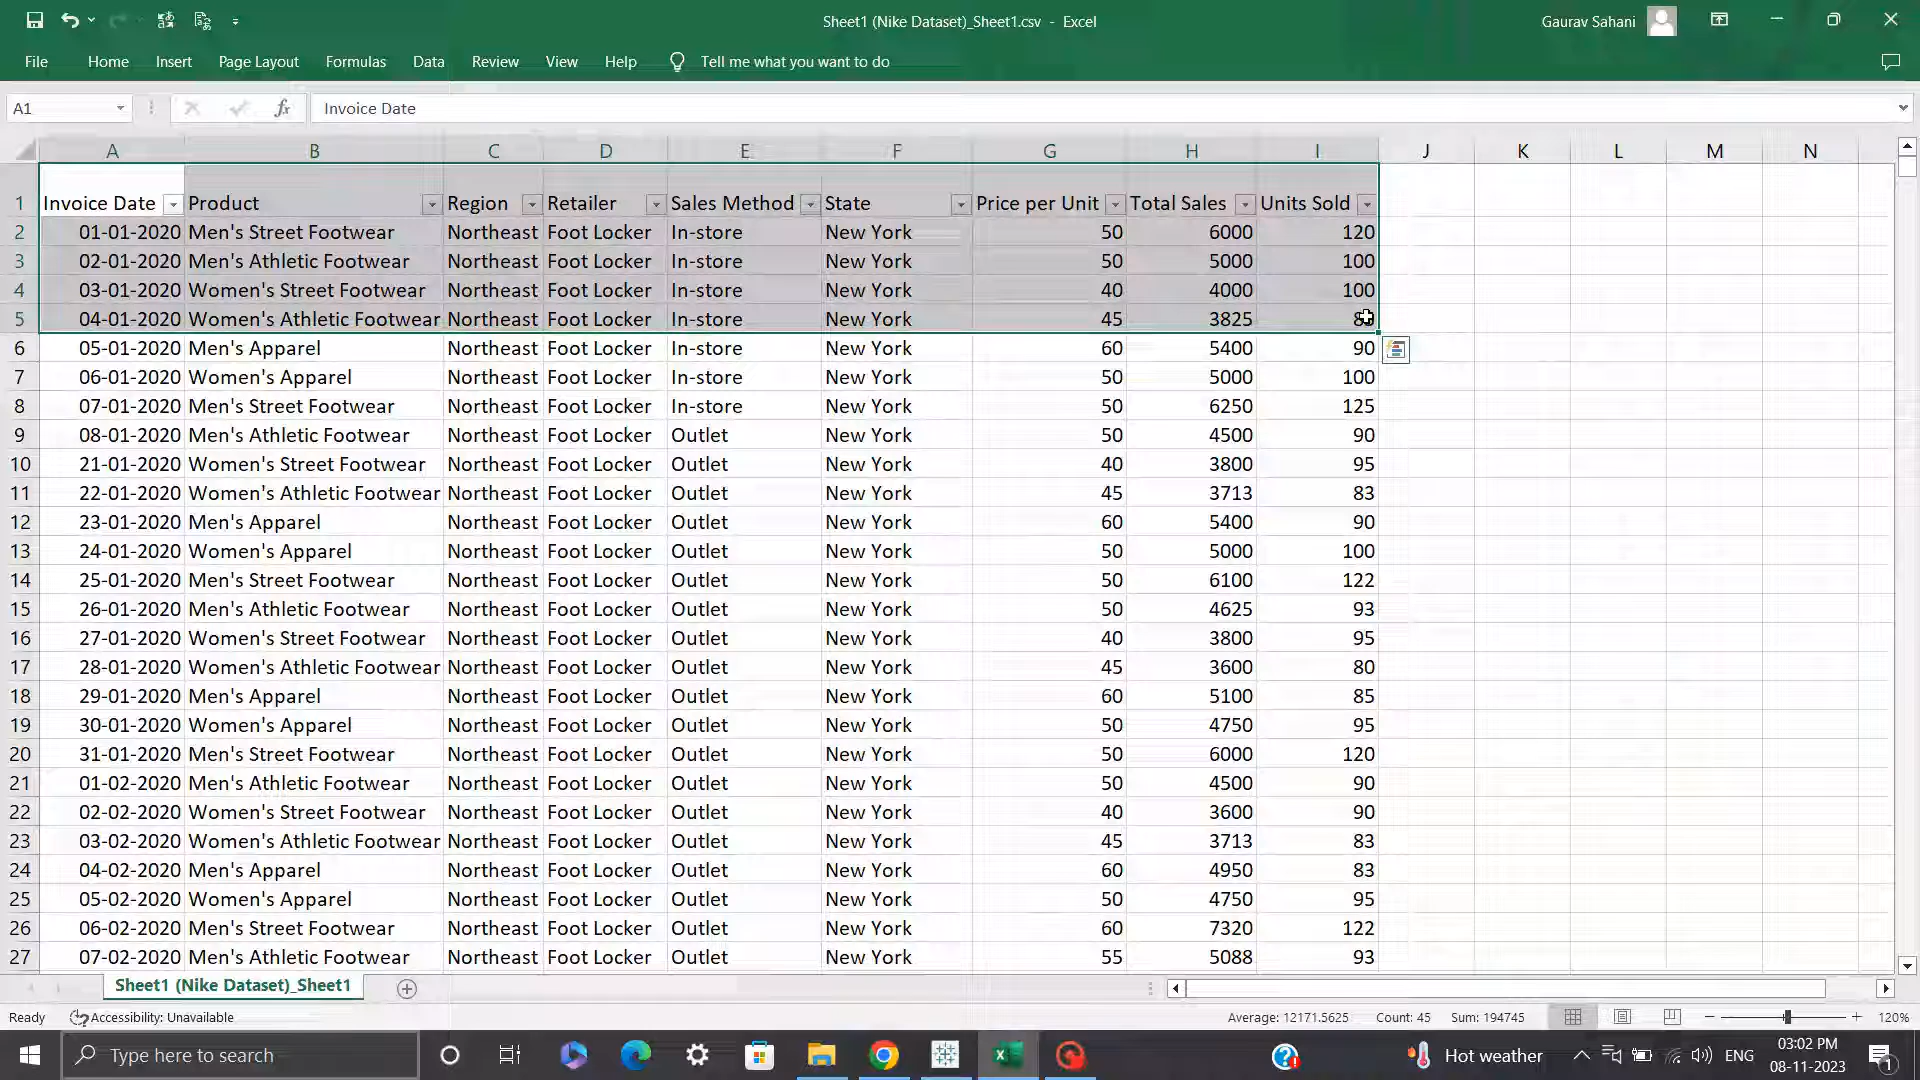 Sheet1 (Nike Dataset)_Sheet1.csv - Excel
Gaurav Sahani
File Home Insert Page Layout Formulas Data Review View Help Tell me what you want to do
A1 fx Invoice Date
A B C D E F G H I J K L M N
1 Invoice Date Product Region Retailer Sales Method State Price per Unit Total Sales Units Sold
2 01-01-2020 Men's Street Footwear Northeast Foot Locker In-store New York 50 6000 120
3 02-01-2020 Men's Athletic Footwear Northeast Foot Locker In-store New York 50 5000 100
4 03-01-2020 Women's Street Footwear Northeast Foot Locker In-store New York 40 4000 100
5 04-01-2020 Women's Athletic Footwear Northeast Foot Locker In-store New York 45 3825
6 05-01-2020 Men's Apparel Northeast Foot Locker In-store New York 60 5400 90
7 06-01-2020 Women's Apparel Northeast Foot Locker In-store New York 50 5000 100
8 07-01-2020 Men's Street Footwear Northeast Foot Locker In-store New York 50 6250 125
9 08-01-2020 Men's Athletic Footwear Northeast Foot Locker Outlet New York 50 4500 90
10 21-01-2020 Women's Street Footwear Northeast Foot Locker Outlet New York 40 3800 95
11 22-01-2020 Women's Athletic Footwear Northeast Foot Locker Outlet New York 45 3713 83
12 23-01-2020 Men's Apparel Northeast Foot Locker Outlet New York 60 5400 90
13 24-01-2020 Women's Apparel Northeast Foot Locker Outlet New York 50 5000 100
14 25-01-2020 Men's Street Footwear Northeast Foot Locker Outlet New York 50 6100 122
15 26-01-2020 Men's Athletic Footwear Northeast Foot Locker Outlet New York 50 4625 93
16 27-01-2020 Women's Street Footwear Northeast Foot Locker Outlet New York 40 3800 95
17 28-01-2020 Women's Athletic Footwear Northeast Foot Locker Outlet New York 45 3600 80
18 29-01-2020 Men's Apparel Northeast Foot Locker Outlet New York 60 5100 85
19 30-01-2020 Women's Apparel Northeast Foot Locker Outlet New York 50 4750 95
20 31-01-2020 Men's Street Footwear Northeast Foot Locker Outlet New York 50 6000 120
21 01-02-2020 Men's Athletic Footwear Northeast Foot Locker Outlet New York 50 4500 90
22 02-02-2020 Women's Street Footwear Northeast Foot Locker Outlet New York 40 3600 90
23 03-02-2020 Women's Athletic Footwear Northeast Foot Locker Outlet New York 45 3713 83
24 04-02-2020 Men's Apparel Northeast Foot Locker Outlet New York 60 4950 83
25 05-02-2020 Women's Apparel Northeast Foot Locker Outlet New York 50 4750 95
26 06-02-2020 Men's Street Footwear Northeast Foot Locker Outlet New York 60 7320 122
27 07-02-2020 Men's Athletic Footwear Northeast Foot Locker Outlet New York 55 5088 93
Sheet1 (Nike Dataset)_Sheet1
Ready Accessibility: Unavailable Average: 12171.5625 Count: 45 Sum: 194745 120%
Type here to search Hot weather ENG 03:02 PM
08-11-2023 1